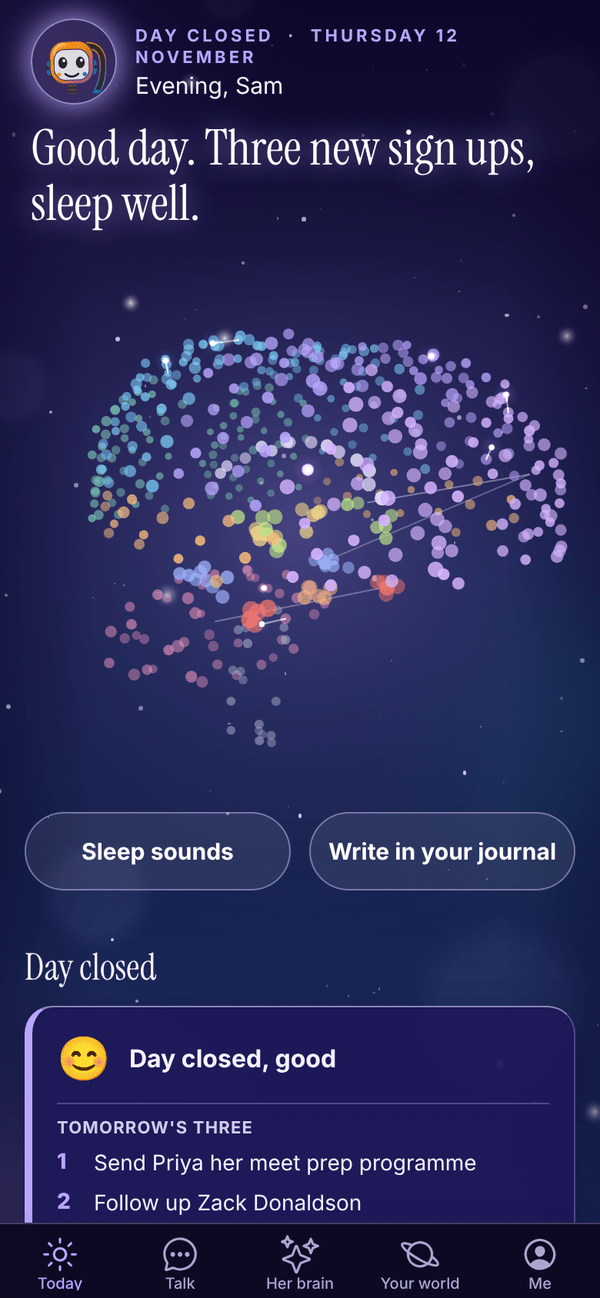 DAY CLOSED · THURSDAY 12
NOVEMBER
Evening, Sam
Good day. Three new sign ups,
sleep well.
Sleep sounds
Write in your journal
Day closed
Day closed, good
TOMORROW'S THREE
1 Send Priya her meet prep programme
2 Follow up Zack Donaldson
Today
Talk
Her brain
Your world
Me